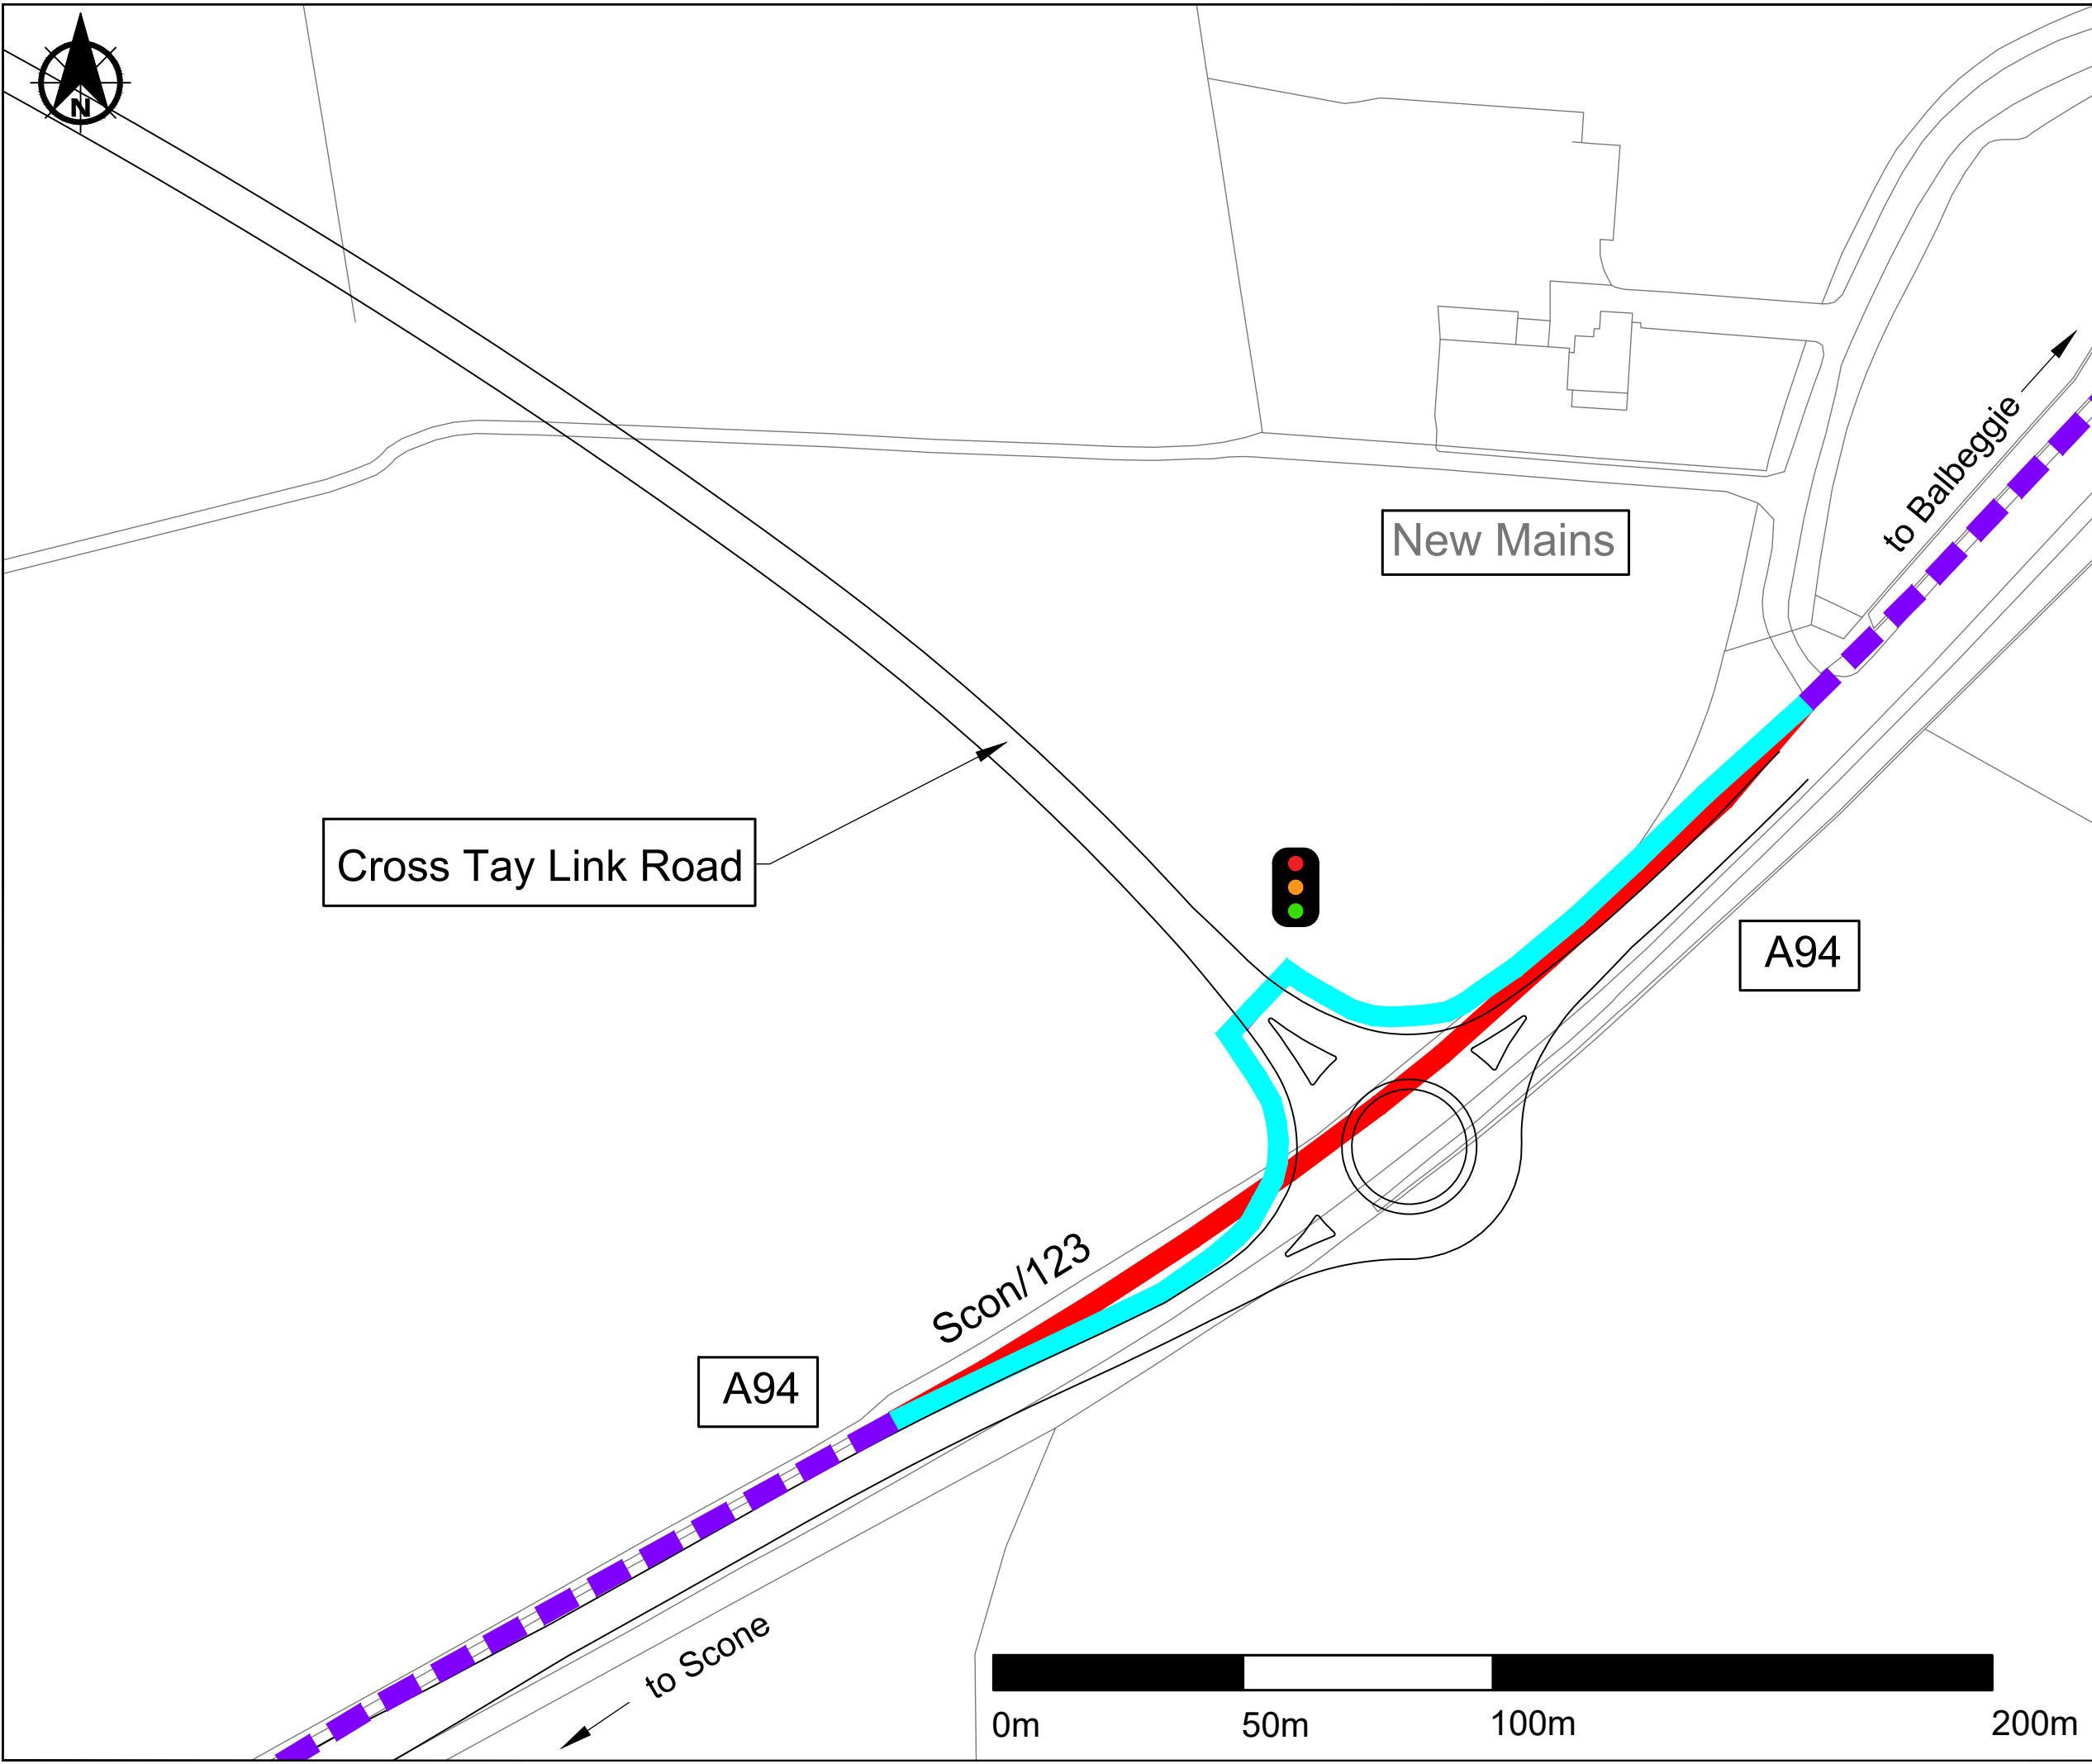 N
to Balbeggie
New Mains
Cross Tay Link Road
A94
Scon/123
A94
to Scone
0m 50m 100m 200m